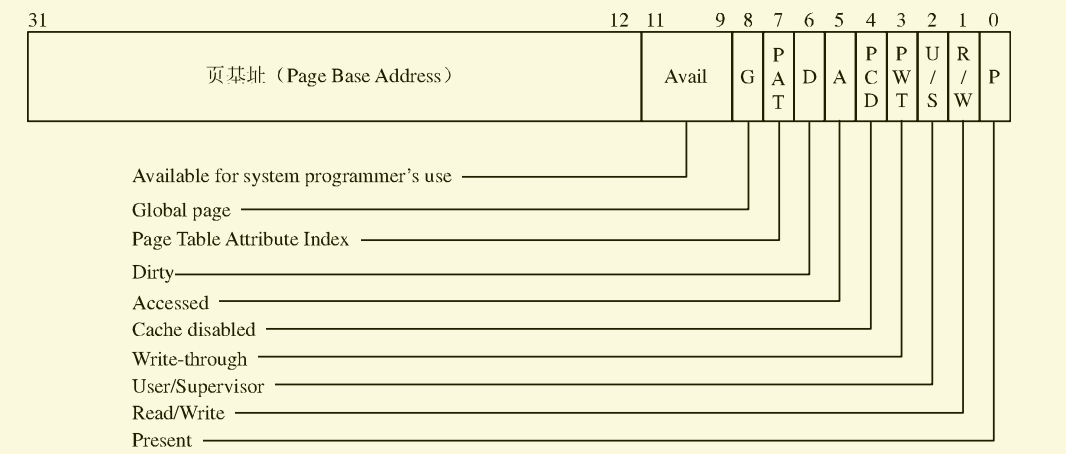 31 12 11 9 8 7 6 5 4 3 2 1 0
页基址（Page Base Address） Avail G PAT D A PCD PWT U/S R/W P
Available for system programmer’s use
Global page
Page Table Attribute Index
Dirty
Accessed
Cache disabled
Write-through
User/Supervisor
Read/Write
Present